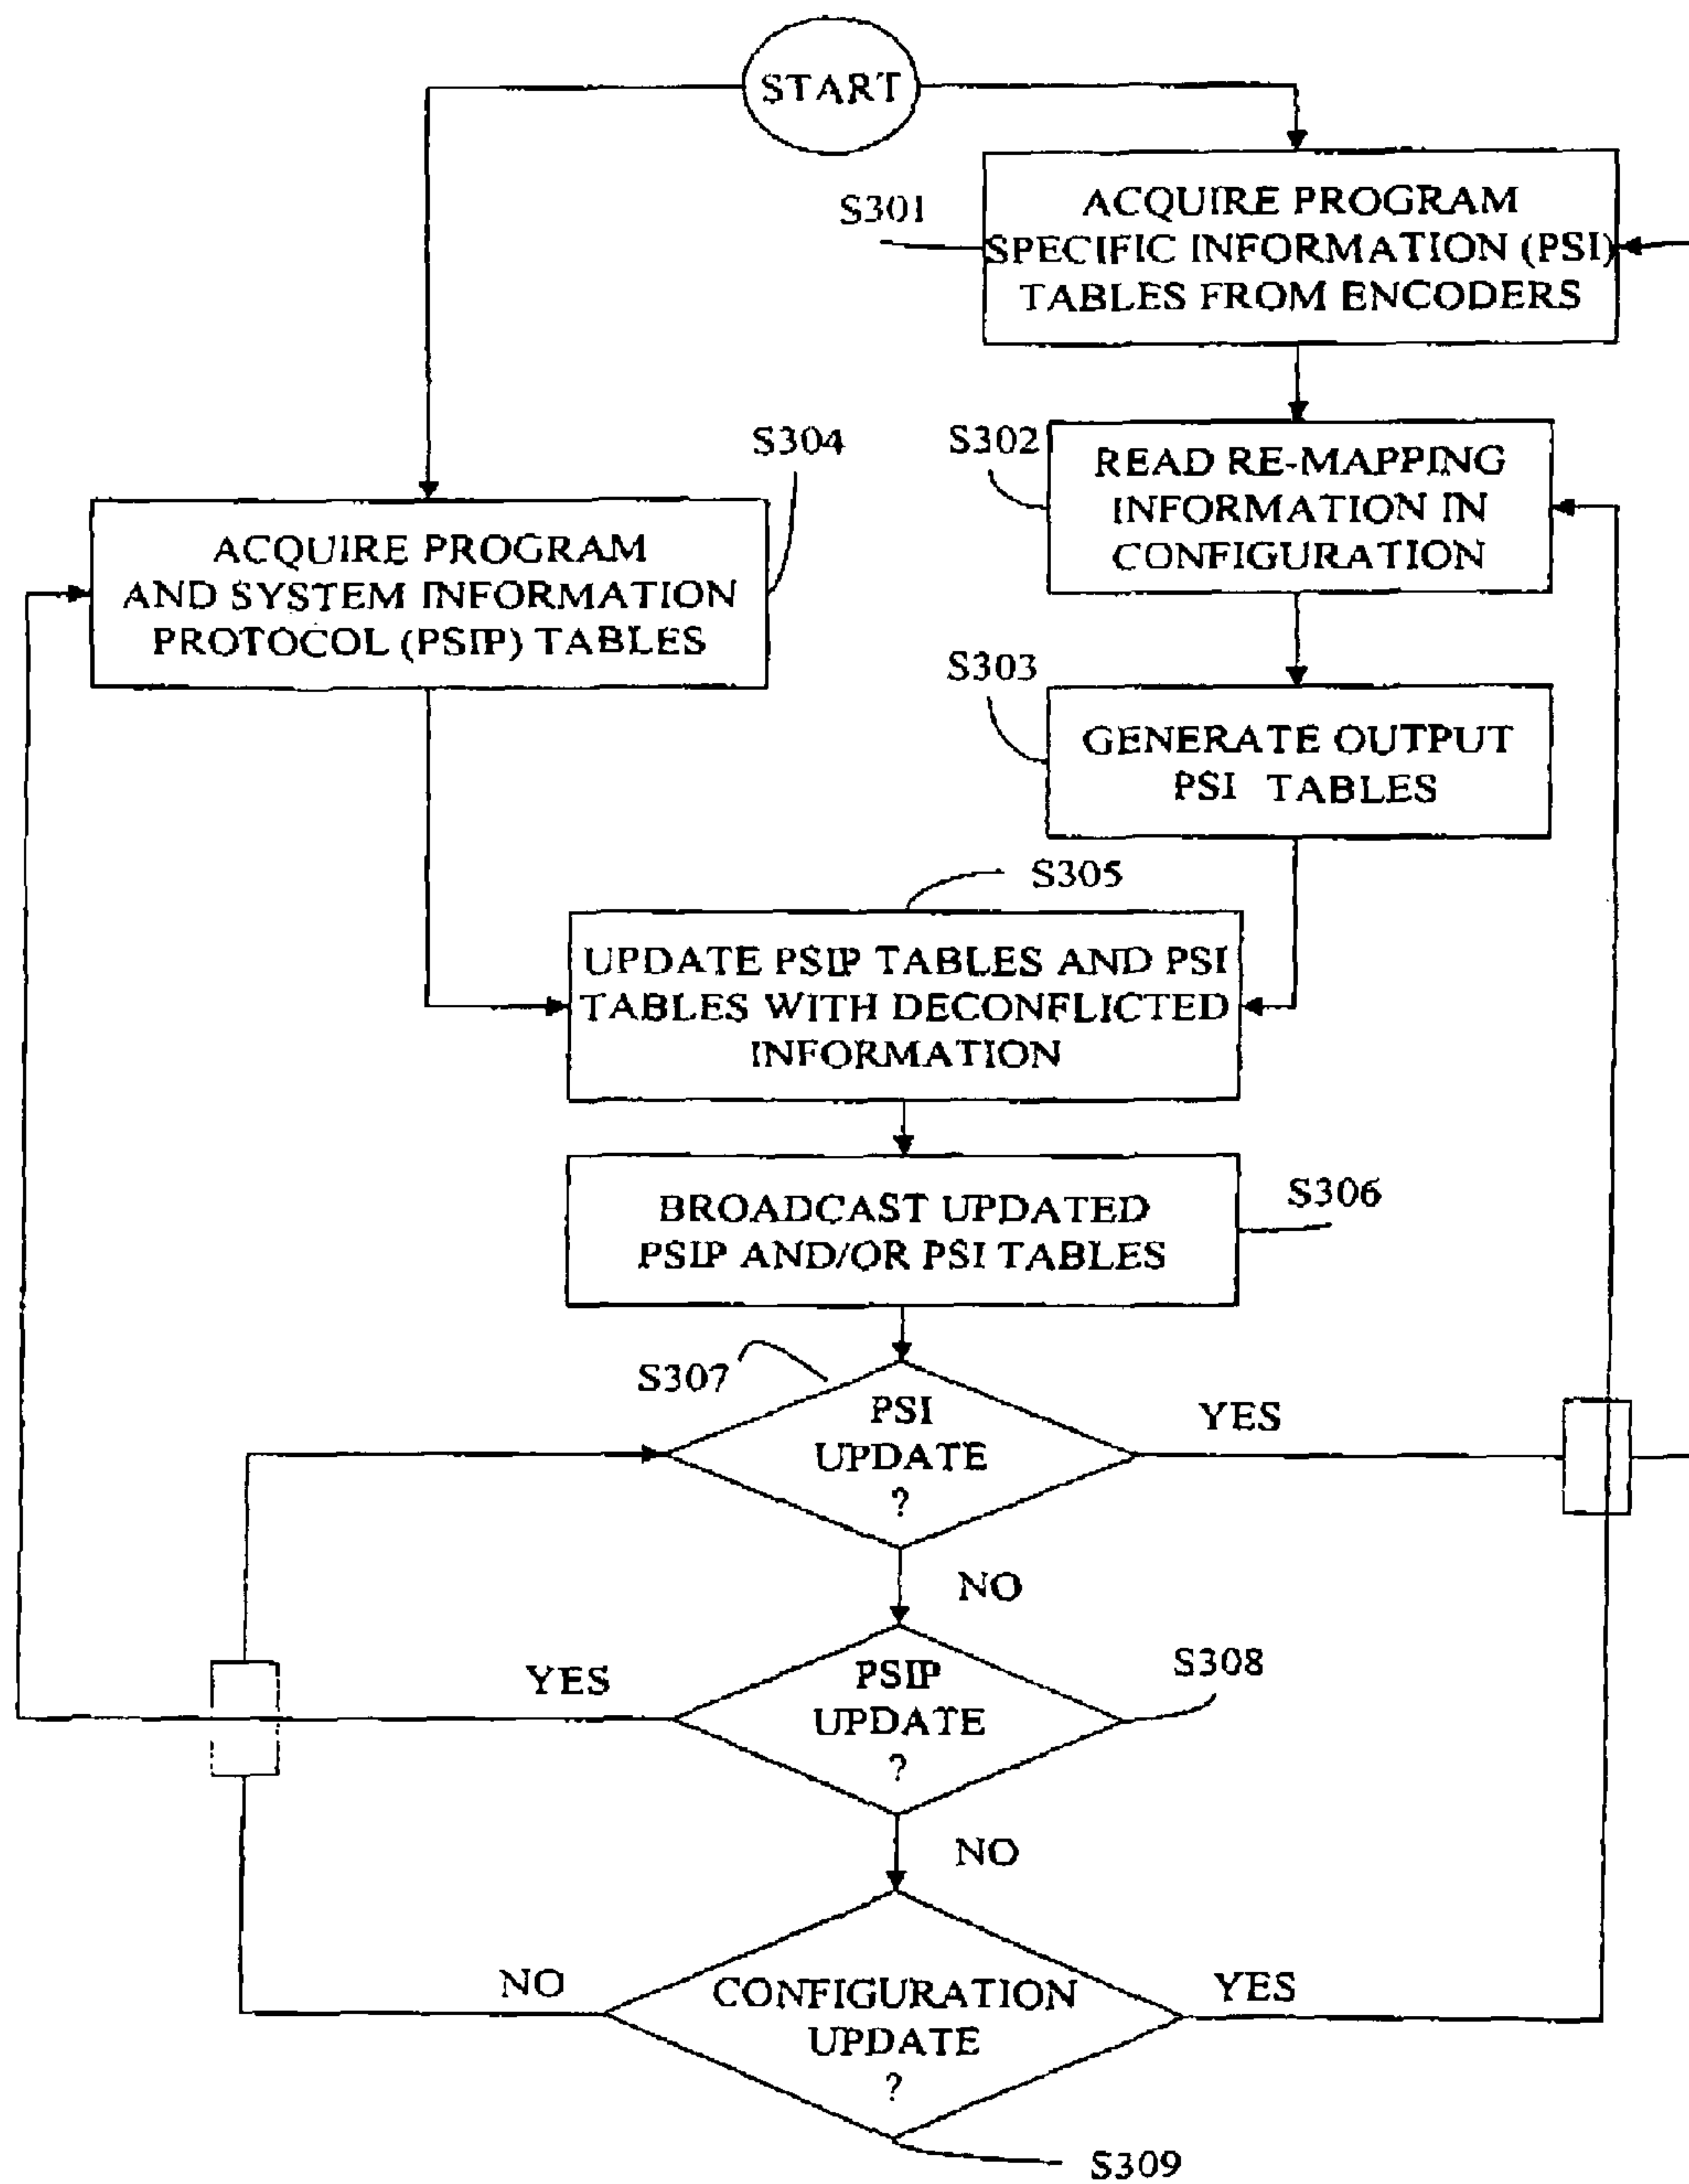 START
S301
ACQUIRE PROGRAM
SPECIFIC INFORMATION (PSI)
TABLES FROM ENCODERS
S304
S302
READ RE-MAPPING
INFORMATION IN
CONFIGURATION
ACQUIRE PROGRAM
AND SYSTEM INFORMATION
PROTOCOL (PSIP) TABLES
S303
GENERATE OUTPUT
PSI TABLES
S305
UPDATE PSIP TABLES AND PSI
TABLES WITH DECONFLICTED
INFORMATION
BROADCAST UPDATED
PSIP AND/OR PSI TABLES
S306
S307
PSI
UPDATE
?
YES
NO
YES
PSIP
UPDATE
?
S308
NO
NO
CONFIGURATION
UPDATE
?
YES
S309